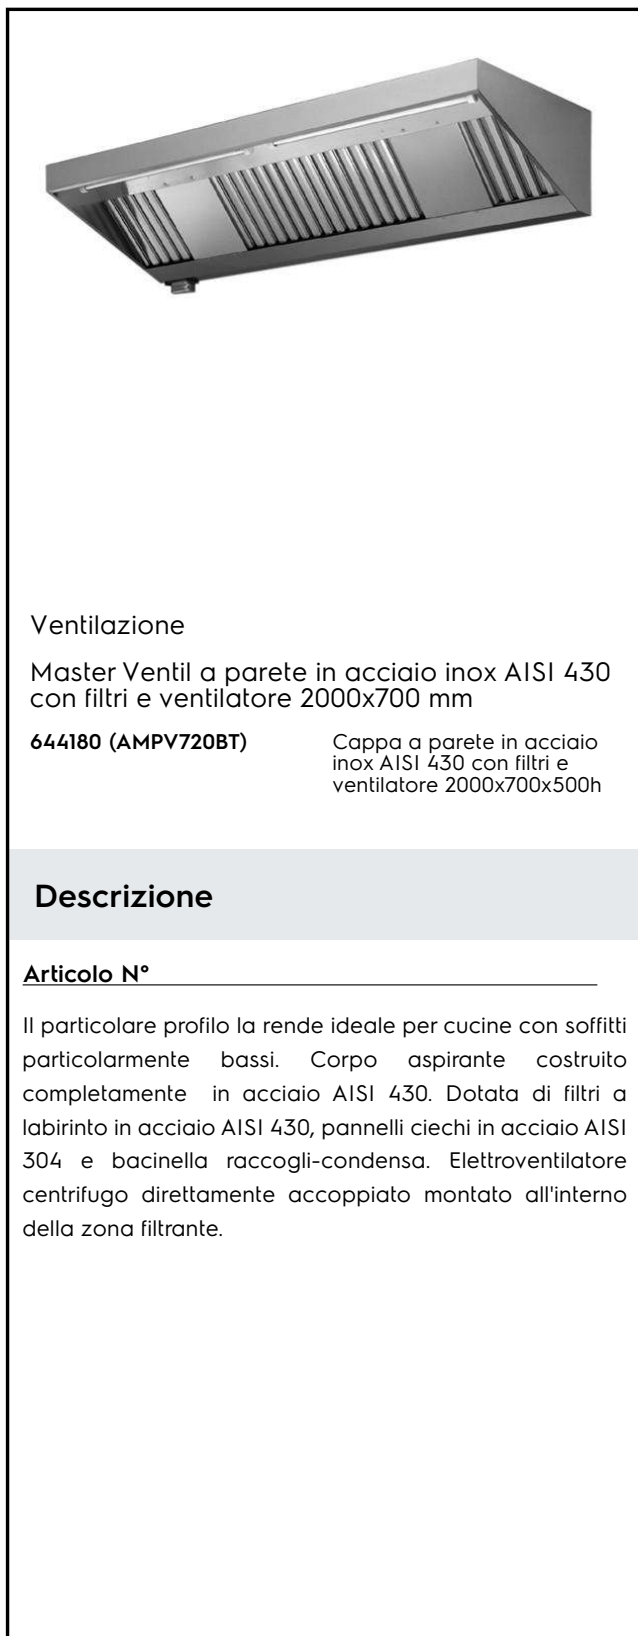 Ventilazione
Master Ventil a parete in acciaio inox AISI 430
con filtri e ventilatore 2000x700 mm
644180 (AMPV720BT)
Cappa a parete in acciaio
inox AISI 430 con filtri e
ventilatore 2000x700x500h
Descrizione
Articolo N°
Il particolare profilo la rende ideale per cucine con soffitti
particolarmente bassi. Corpo aspirante costruito
completamente in acciaio AISI 430. Dotata di filtri a
labirinto in acciaio AISI 430, pannelli ciechi in acciaio AISI
304 e bacinella raccogli-condensa. Elettroventilatore
centrifugo direttamente accoppiato montato all'interno
della zona filtrante.